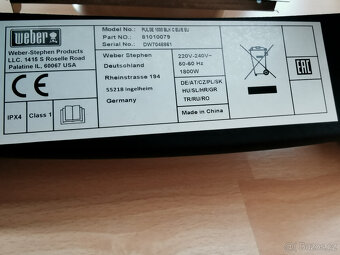 weber
Weber-Stephen Products
LLC. 1415 S Roselle Road
Palatine IL, 60067 USA
CE
IPX4
Class 1
Model No.: PULSE 1000 BLK C EU/E EU
Part NO.: 81010079
Serial NO.: DW7046861
Weber Stephen
Deutschland
Rheinstrasse 194
55218 Ingelheim
Germany
220V-240V~
50-60 Hz
1800W
DE/AT/CZ/PL/SK
HU/SL/HR/GR
TR/RU/RO
Made in China
EAC
bazoš.cz